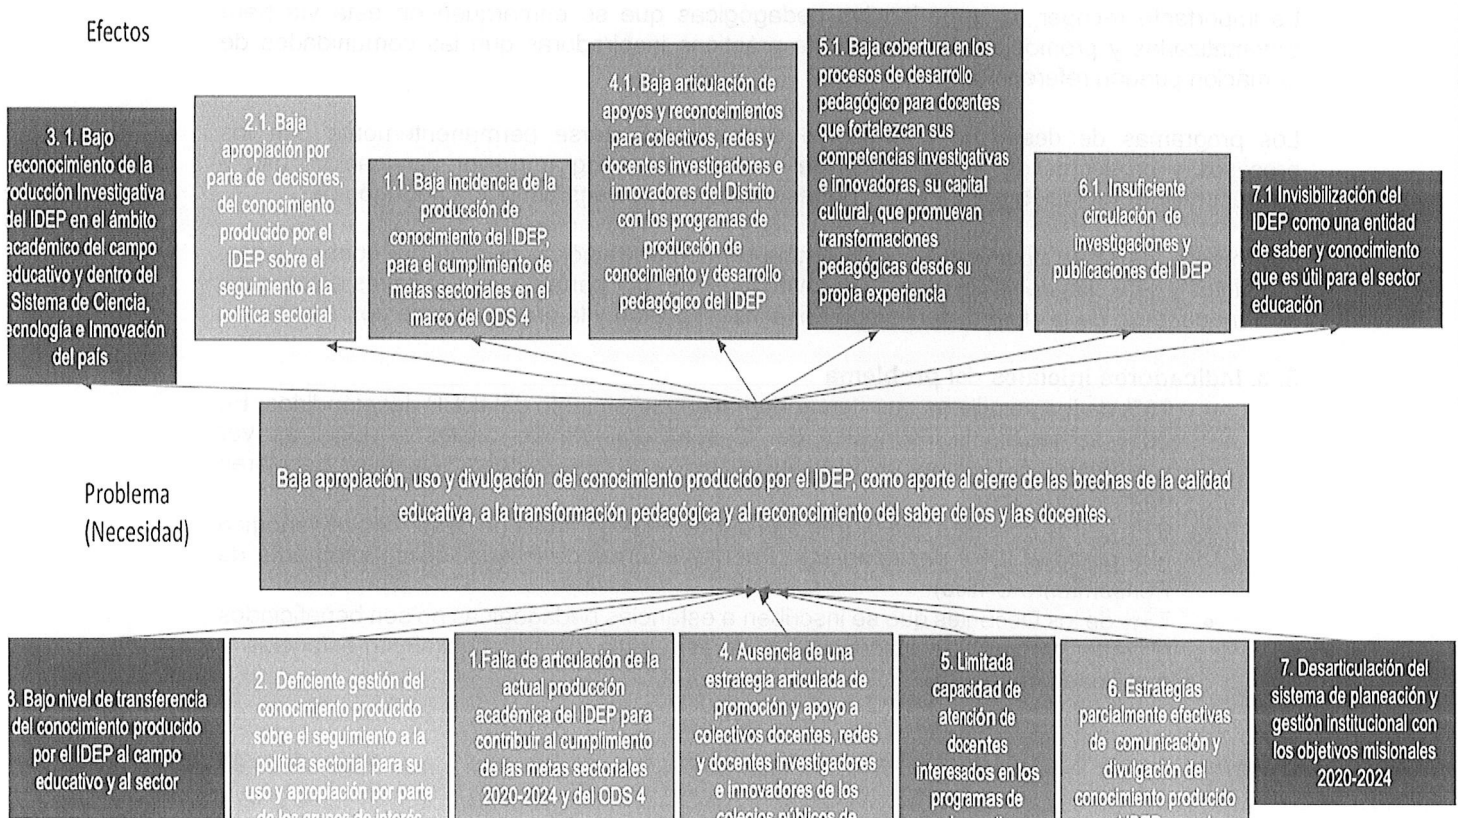 Efectos
3. 1. Bajo
reconocimiento de la
roducción Investigativa
del IDEP en el ámbito
académico del campo
educativo y dentro del
Sistema de Ciencia,
ecnología e Innovación
del país
2.1. Baja
apropiación por
parte de decisores,
del conocimiento
producido por el
IDEP sobre el
seguimiento a la
política sectorial
1.1. Baja incidencia de la
producción de
conocimiento del IDEP,
para el cumplimiento de
metas sectoriales en el
marco del ODS 4
4.1. Baja articulación de
apoyos y reconocimientos
para colectivos, redes y
docentes investigadores e
innovadores del Distrito
con los programas de
producción de
conocimiento y desarrollo
pedagógico del IDEP
5.1. Baja cobertura en los
procesos de desarrollo
pedagógico para docentes
que fortalezcan sus
competencias investigativas
e innovadoras, su capital
cultural, que promuevan
transformaciones
pedagógicas desde su
propia experiencia
6.1. Insuficiente
circulación de
investigaciones y
publicaciones del IDEP
7.1 Invisibilización del
IDEP como una entidad
de saber y conocimiento
que es útil para el sector
educación
Problema
(Necesidad)
Baja apropiación, uso y divulgación del conocimiento producido por el IDEP, como aporte al cierre de las brechas de la calidad
educativa, a la transformación pedagógica y al reconocimiento del saber de los y las docentes.
3. Bajo nivel de transferencia
del conocimiento producido
por el IDEP al campo
educativo y al sector
2. Deficiente gestión del
conocimiento producido
sobre el seguimiento a la
política sectorial para su
uso y apropiación por parte
de los grupos de interés
1.Falta de articulación de la
actual producción
académica del IDEP para
contribuir al cumplimiento
de las metas sectoriales
2020-2024 y del ODS 4
4. Ausencia de una
estrategia articulada de
promoción y apoyo a
colectivos docentes, redes
y docentes investigadores
e innovadores de los
colegios públicos de
5. Limitada
capacidad de
atención de
docentes
interesados en los
programas de
6. Estrategias
parcialmente efectivas
de comunicación y
divulgación del
conocimiento producido
7. Desarticulación del
sistema de planeación y
gestión institucional con
los objetivos misionales
2020-2024